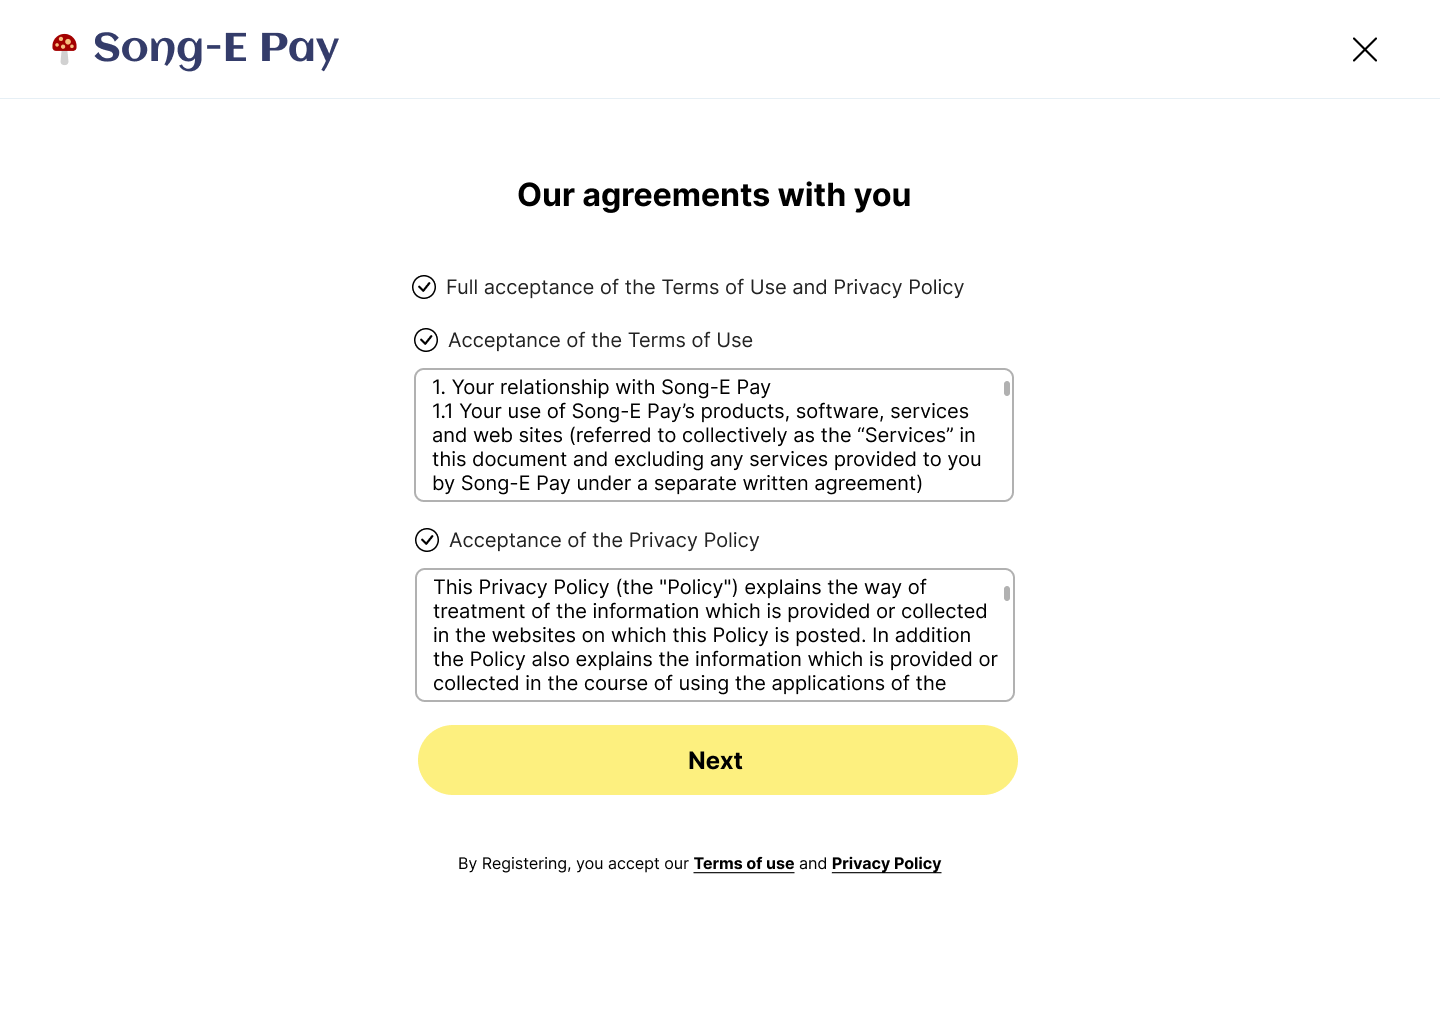 Song-E Pay
Our agreements with you
Full acceptance of the Terms of Use and Privacy Policy
Acceptance of the Terms of Use
1. Your relationship with Song-E Pay
1.1 Your use of Song-E Pay’s products, software, services
and web sites (referred to collectively as the “Services” in
this document and excluding any services provided to you
by Song-E Pay under a separate written agreement)
Acceptance of the Privacy Policy
This Privacy Policy (the "Policy") explains the way of
treatment of the information which is provided or collected
in the websites on which this Policy is posted. In addition
the Policy also explains the information which is provided or
collected in the course of using the applications of the
Next
By Registering, you accept our Terms of use and Privacy Policy